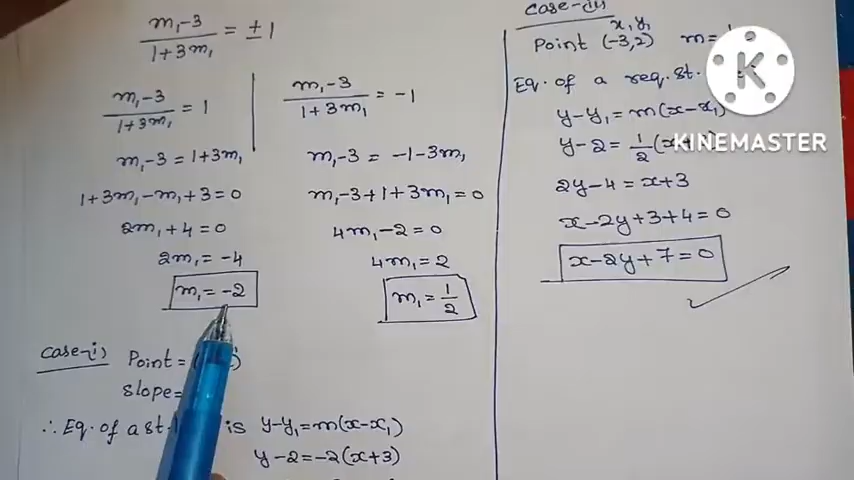 m₁-3 / 1+3m₁ = ±1
m₁-3 / 1+3m₁ = 1
m₁-3 = 1+3m₁
1+3m₁-m₁+3=0
2m₁+4=0
2m₁=-4
m₁=-2
m₁-3 / 1+3m₁ = -1
m₁-3 = -1-3m₁
m₁-3+1+3m₁=0
4m₁-2=0
4m₁=2
m₁=1/2
Case-i) Point=
Slope=
∴ Eq. of a st. is y-y₁=m(x-x₁)
y-2=-2(x+3)
Case-ii)
x₁ y₁
Point (-3,2) m=
Eq. of a req. st.
y-y₁=m(x-x₁)
y-2=1/2(x
2y-4=x+3
x-2y+3+4=0
x-2y+7=0
K
KINEMASTER